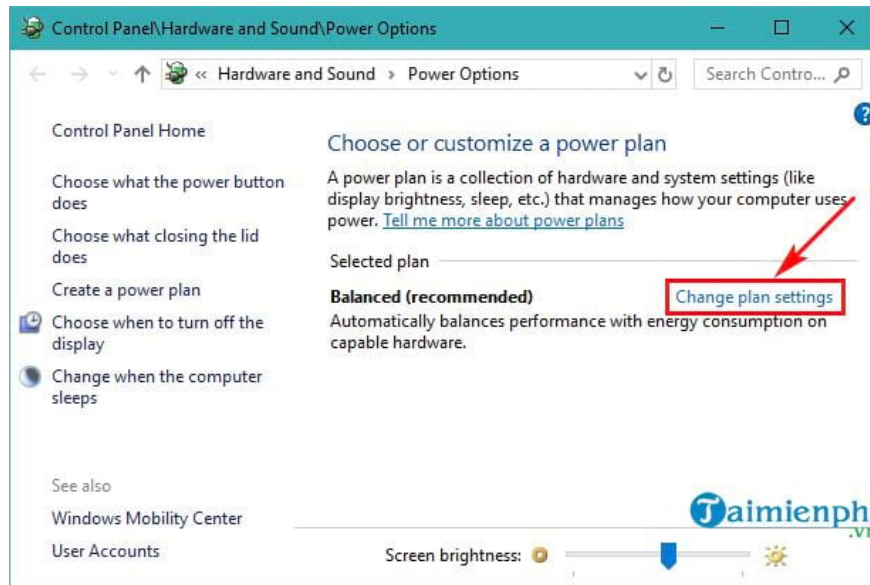 Control Panel\Hardware and Sound\Power Options
« Hardware and Sound › Power Options
Search Contro...
?
Control Panel Home
Choose what the power button
does
Choose what closing the lid
does
Create a power plan
Choose when to turn off the
display
Change when the computer
sleeps
See also
Windows Mobility Center
User Accounts
Choose or customize a power plan
A power plan is a collection of hardware and system settings (like
display brightness, sleep, etc.) that manages how your computer uses
power. Tell me more about power plans
Selected plan
Balanced (recommended)
Change plan settings
Automatically balances performance with energy consumption on
capable hardware.
Screen brightness:
Taimienph
.vn